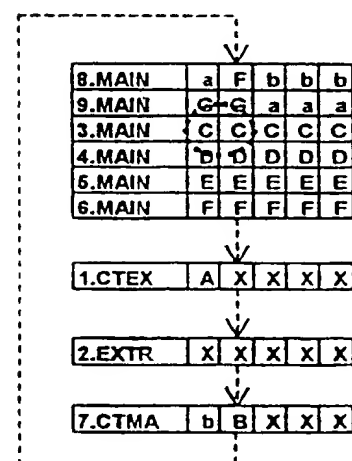 8.MAIN a F b b b
9.MAIN G G a a a
3.MAIN C C C C C
4.MAIN D D D D D
5.MAIN E E E E E
6.MAIN F F F F F
1.CTEX A X X X X
2.EXTR X X X X X
7.CTMA b B X X X